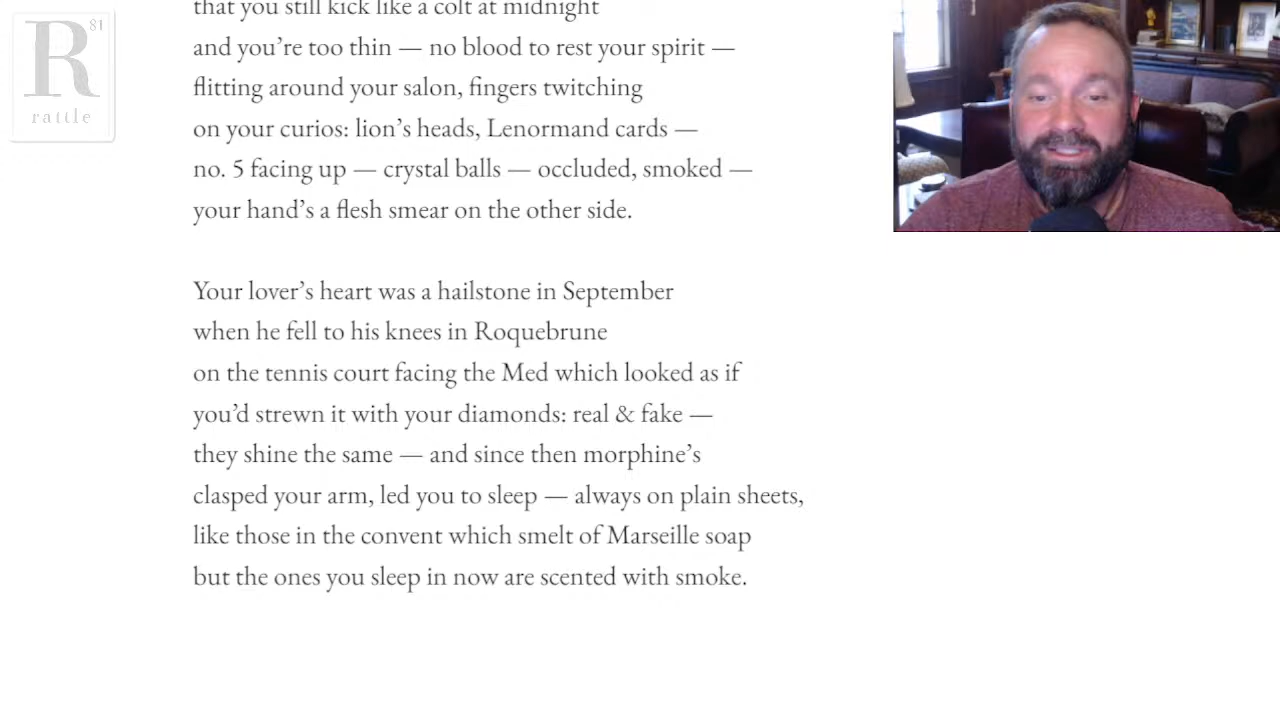 R
81
rattle
that you still kick like a colt at midnight
and you’re too thin — no blood to rest your spirit —
flitting around your salon, fingers twitching
on your curios: lion’s heads, Lenormand cards —
no. 5 facing up — crystal balls — occluded, smoked —
your hand’s a flesh smear on the other side.
Your lover’s heart was a hailstone in September
when he fell to his knees in Roquebrune
on the tennis court facing the Med which looked as if
you’d strewn it with your diamonds: real & fake —
they shine the same — and since then morphine’s
clasped your arm, led you to sleep — always on plain sheets,
like those in the convent which smelt of Marseille soap
but the ones you sleep in now are scented with smoke.